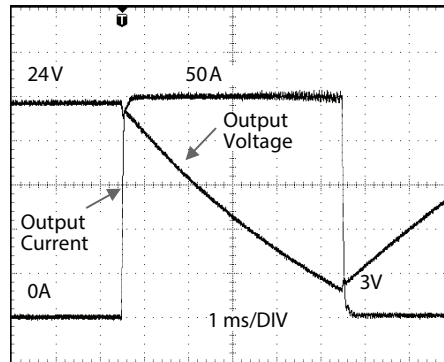 T
24V
50A
Output
Voltage
Output
Current
0A
3V
1 ms/DIV